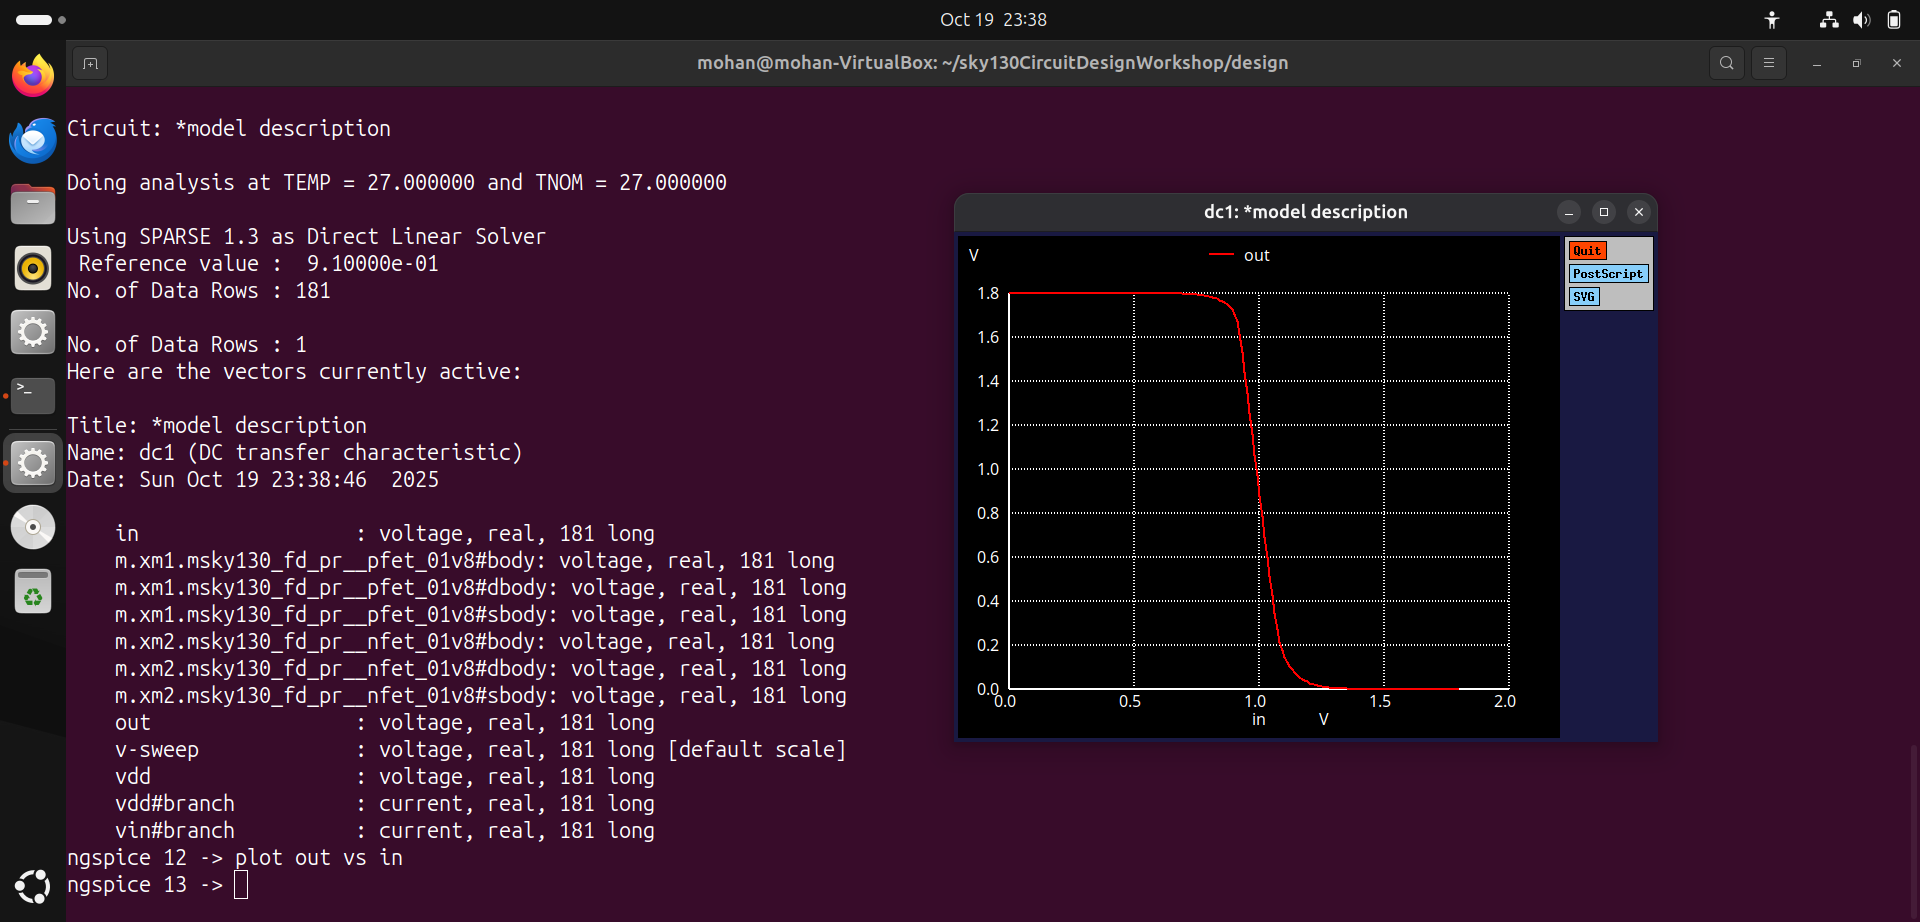 Oct 19 23:38
mohan@mohan-VirtualBox: ~/sky130CircuitDesignWorkshop/design
Circuit: *model description
Doing analysis at TEMP = 27.000000 and TNOM = 27.000000
Using SPARSE 1.3 as Direct Linear Solver
Reference value :  9.10000e-01
No. of Data Rows : 181
No. of Data Rows : 1
Here are the vectors currently active:
Title: *model description
Name: dc1 (DC transfer characteristic)
Date: Sun Oct 19 23:38:46  2025
in                  : voltage, real, 181 long
m.xm1.msky130_fd_pr__pfet_01v8#body: voltage, real, 181 long
m.xm1.msky130_fd_pr__pfet_01v8#dbody: voltage, real, 181 long
m.xm1.msky130_fd_pr__pfet_01v8#sbody: voltage, real, 181 long
m.xm2.msky130_fd_pr__nfet_01v8#body: voltage, real, 181 long
m.xm2.msky130_fd_pr__nfet_01v8#dbody: voltage, real, 181 long
m.xm2.msky130_fd_pr__nfet_01v8#sbody: voltage, real, 181 long
out                 : voltage, real, 181 long
v-sweep             : voltage, real, 181 long [default scale]
vdd                 : voltage, real, 181 long
vdd#branch          : current, real, 181 long
vin#branch          : current, real, 181 long
ngspice 12 -> plot out vs in
ngspice 13 ->
dc1: *model description
V
out
Quit
PostScript
SVG
1.8
1.6
1.4
1.2
1.0
0.8
0.6
0.4
0.2
0.0
0.0 0.5 1.0 1.5 2.0
in V
>_